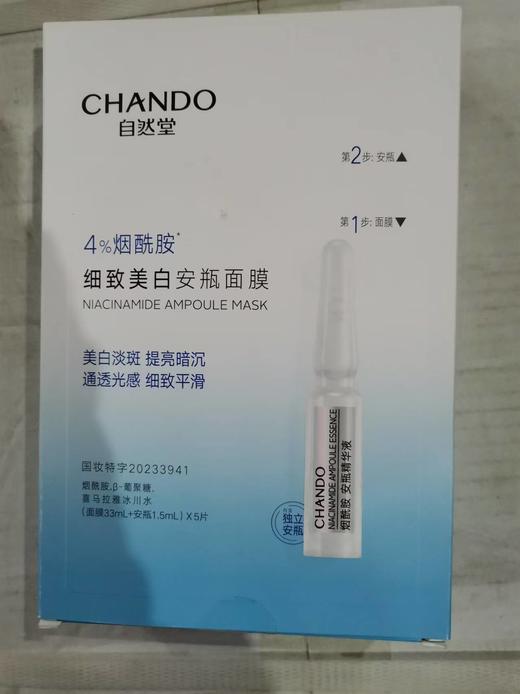 CHANDO
自然堂
第2步: 安瓶▲
第1步: 面膜▼
4%烟酰胺*
细致美白安瓶面膜
NIACINAMIDE AMPOULE MASK
美白淡斑 提亮暗沉
通透光感 细致平滑
国妆特字20233941
烟酰胺、β-葡聚糖、
喜马拉雅冰川水
(面膜33mL+安瓶1.5mL) X 5片
独立
安瓶
CHANDO
NIACINAMIDE AMPOULE ESSENCE
烟酰胺 安瓶精华液